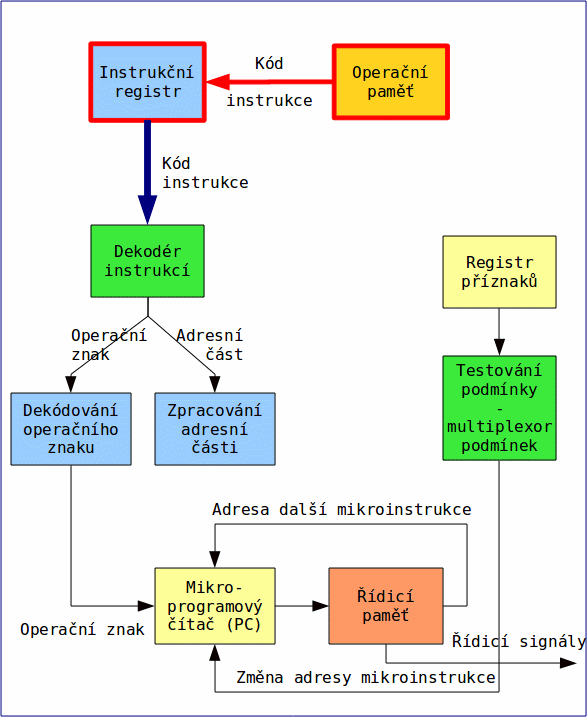 Instrukční
registr
Kód
instrukce
Operační
paměť
Kód
instrukce
Dekodér
instrukcí
Registr
příznaků
Operační
znak
Adresní
část
Testování
podmínky
-
multiplexor
podmínek
Dekódování
operačního
znaku
Zpracování
adresní
části
Adresa další mikroinstrukce
Mikro-
programový
čítač (PC)
Řídicí
paměť
Operační znak
Řídicí signály
Změna adresy mikroinstrukce